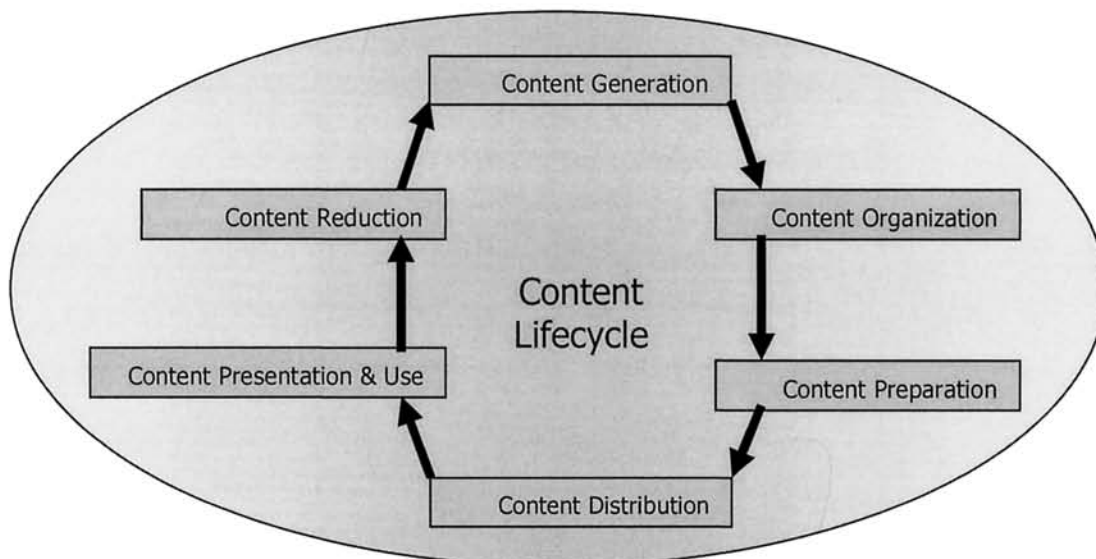 Content Generation
Content Organization
Content Preparation
Content Distribution
Content Presentation & Use
Content Reduction
Content
Lifecycle